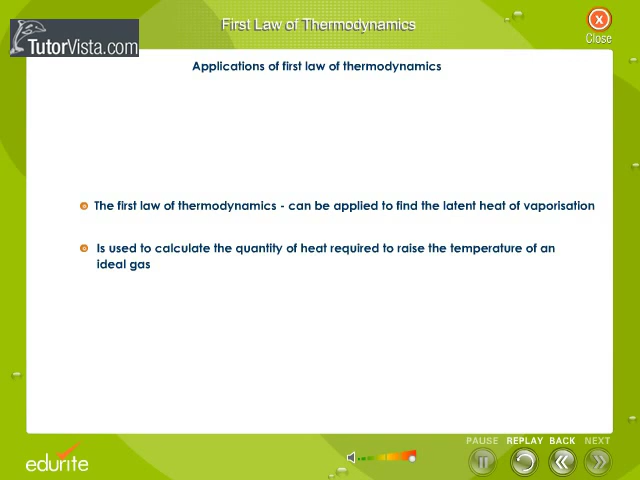 First Law of Thermodynamics
TutorVista.com
Close
Applications of first law of thermodynamics
The first law of thermodynamics - can be applied to find the latent heat of vaporisation
Is used to calculate the quantity of heat required to raise the temperature of an
ideal gas
PAUSE REPLAY BACK NEXT
edurite